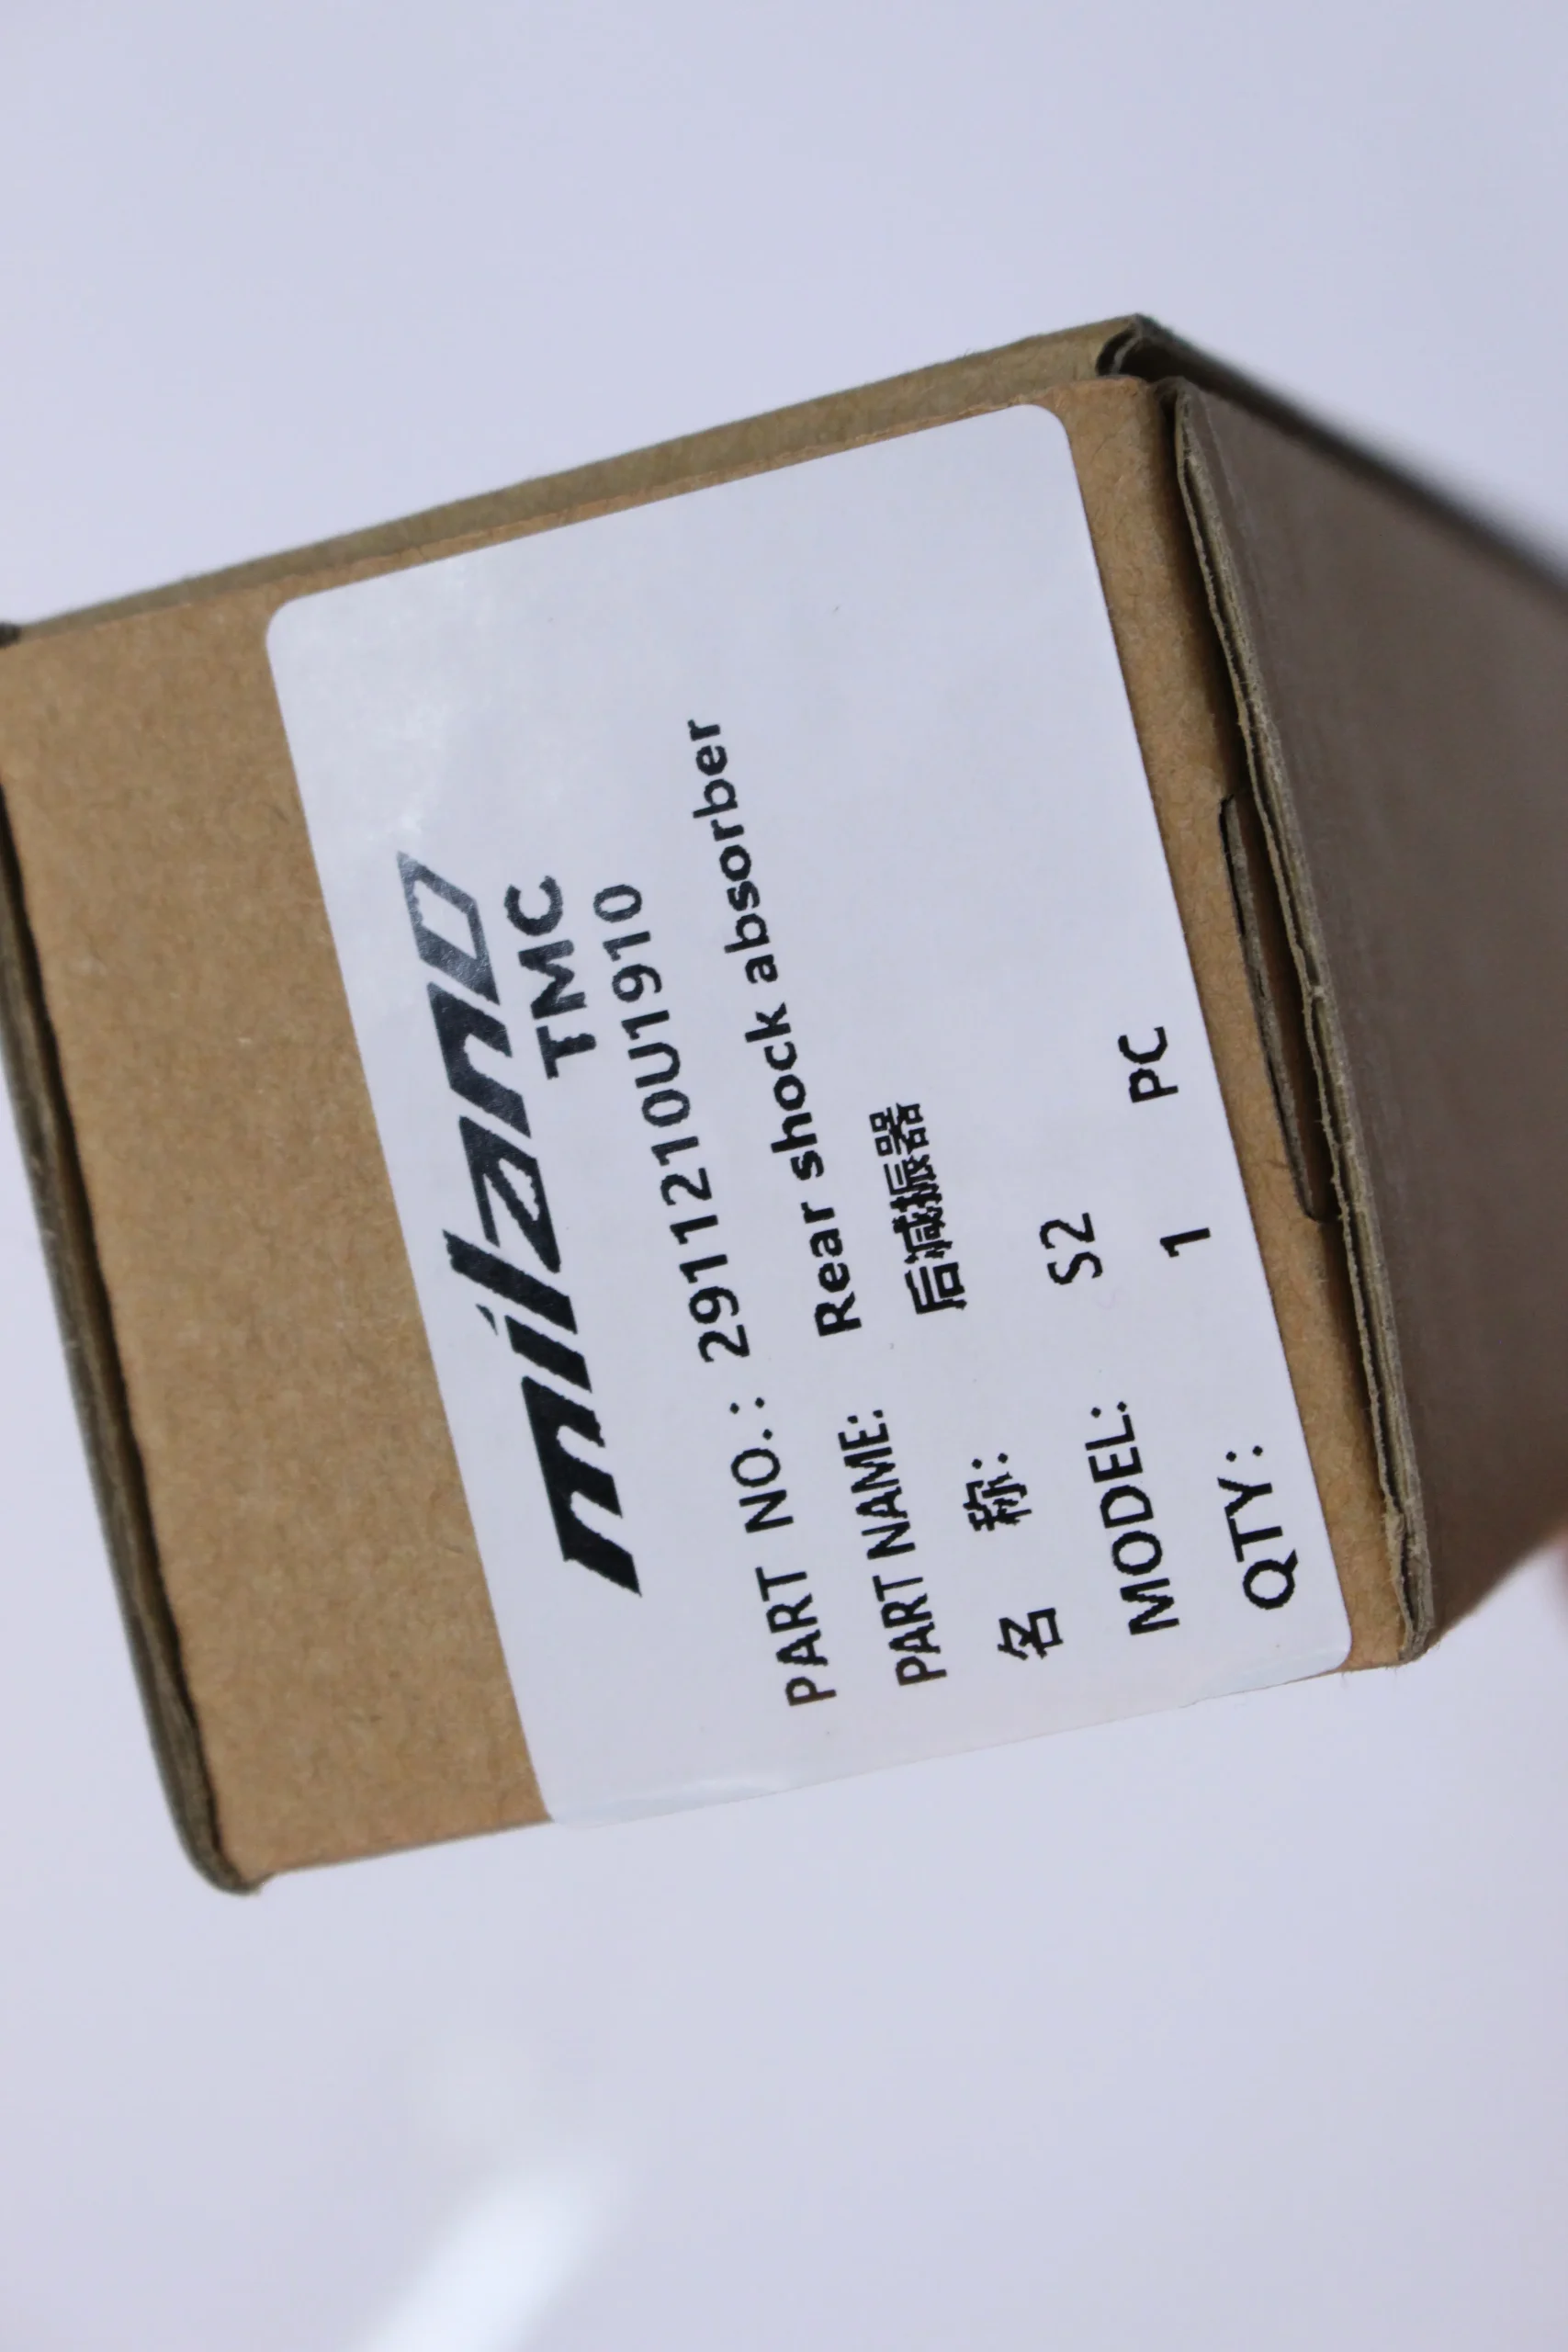 milano
TMC
PART NO.: 2911210U1910
PART NAME: Rear shock absorber
名 称: 后减振器
MODEL: S2
QTY: 1 PC